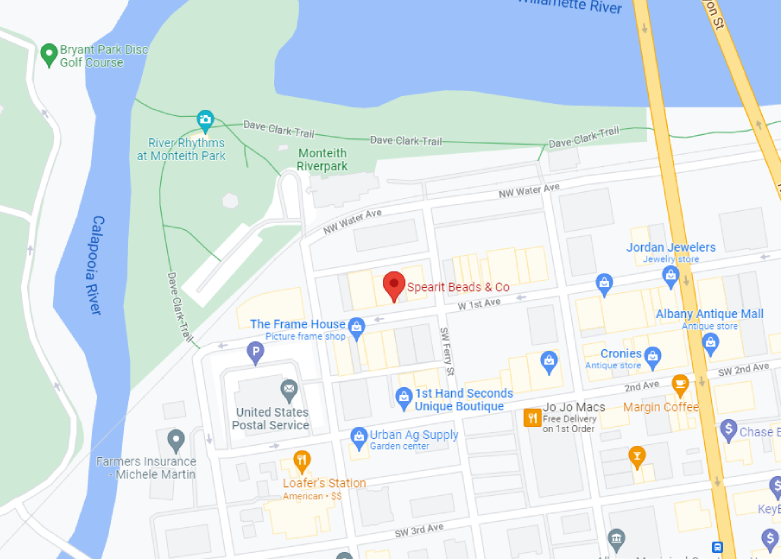 Willamette River
yon St
Bryant Park Disc
Golf Course
River Rhythms
at Monteith Park
Dave Clark Trail
Dave Clark Trail
Dave Clark Trail
Monteith
Riverpark
NW Water Ave
NW Water Ave
Calapooia River
Dave Clark Trail
Jordan Jewelers
Jewelry store
Spearit Beads & Co
W 1st Ave
The Frame House
Picture frame shop
P
SW Ferry St
Albany Antique Mall
Antique store
Cronies
Antique store
SW 2nd Ave
2nd Ave
1st Hand Seconds
Unique Boutique
United States
Postal Service
Jo Jo Macs
Free Delivery
on 1st Order
Margin Coffee
Urban Ag Supply
Garden center
Chase B
Farmers Insurance
- Michele Martin
Loafer's Station
American • $$
KeyB
SW 3rd Ave